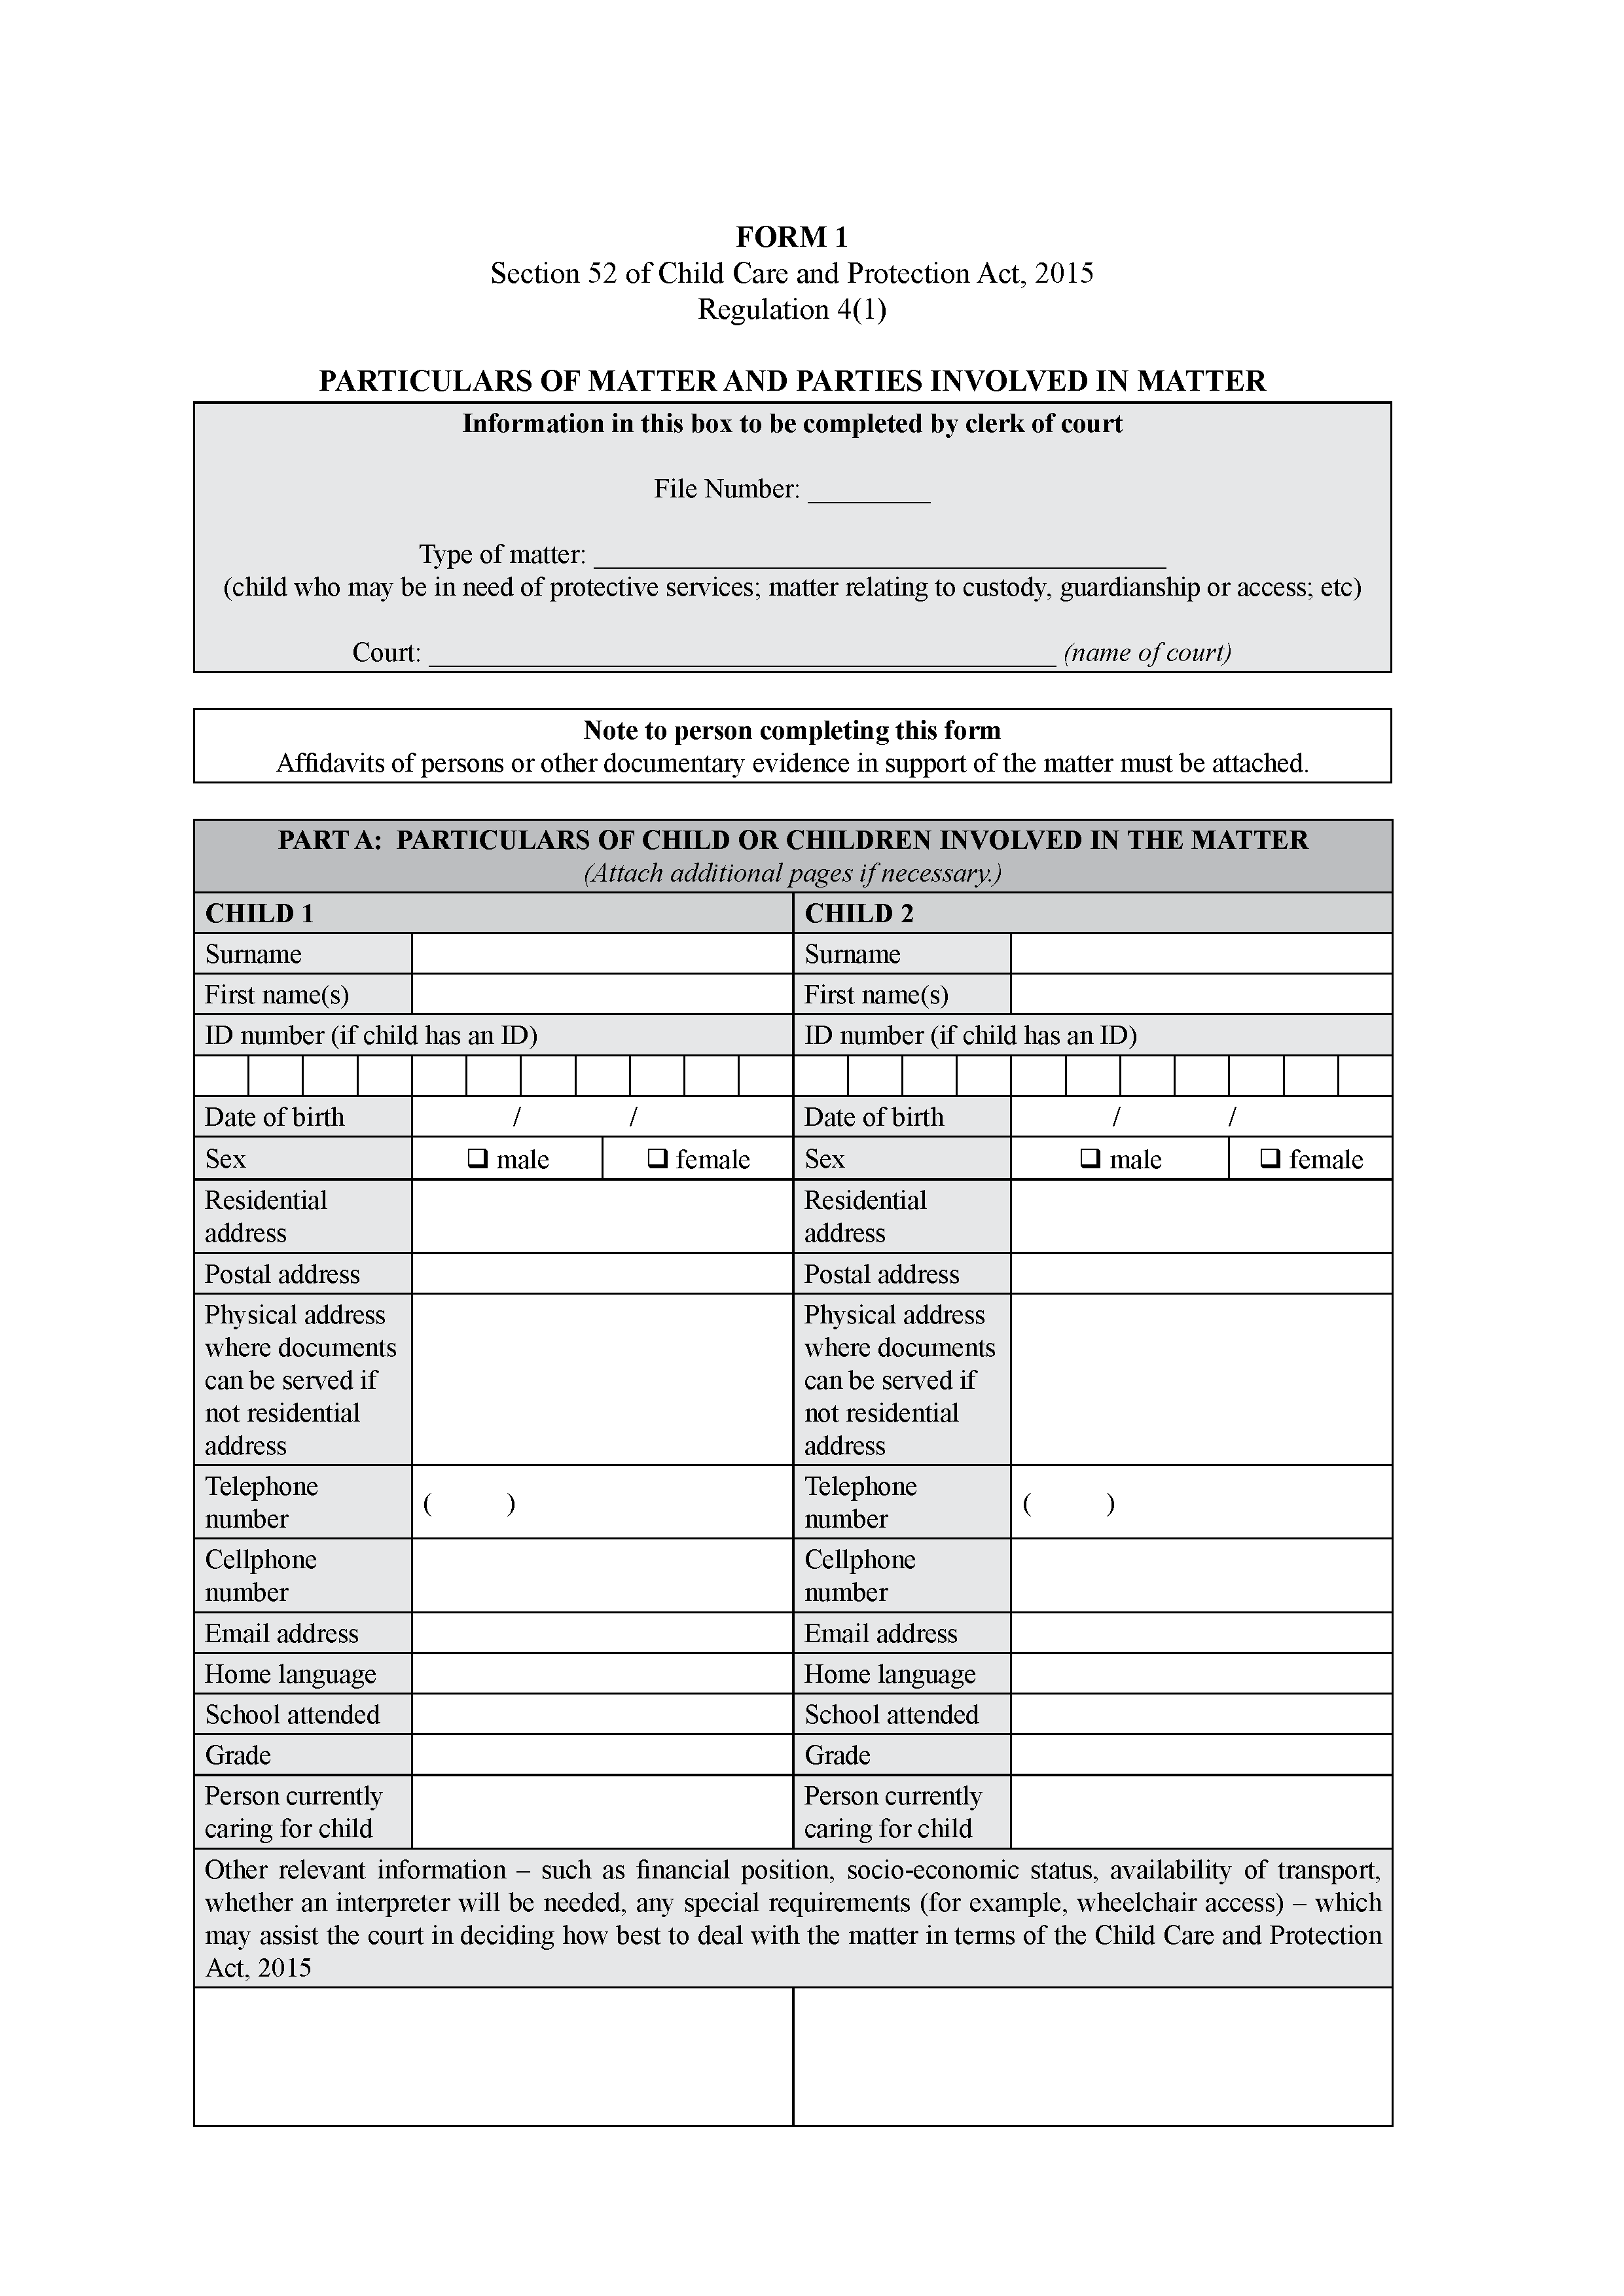 FORM 1
Section 52 of Child Care and Protection Act, 2015
Regulation 4(1)
PARTICULARS OF MATTER AND PARTIES INVOLVED IN MATTER
Information in this box to be completed by clerk of court
File Number: _________
Type of matter: __________________________________________
(child who may be in need of protective services; matter relating to custody, guardianship or access; etc)
Court: ______________________________________________ (name of court)
Note to person completing this form
Affidavits of persons or other documentary evidence in support of the matter must be attached.
PART A:  PARTICULARS OF CHILD OR CHILDREN INVOLVED IN THE MATTER
(Attach additional pages if necessary.)
CHILD 1 CHILD 2
Surname Surname
First name(s) First name(s)
ID number (if child has an ID) ID number (if child has an ID)
Date of birth / / Date of birth / /
Sex ❑ male ❑ female Sex ❑ male ❑ female
Residential
address
Residential
address
Postal address Postal address
Physical address
where documents
can be served if
not residential
address
Physical address
where documents
can be served if
not residential
address
Telephone
number
( )
Telephone
number
( )
Cellphone
number
Cellphone
number
Email address Email address
Home language Home language
School attended School attended
Grade Grade
Person currently
caring for child
Person currently
caring for child
Other relevant information – such as financial position, socio-economic status, availability of transport,
whether an interpreter will be needed, any special requirements (for example, wheelchair access) – which
may assist the court in deciding how best to deal with the matter in terms of the Child Care and Protection
Act, 2015